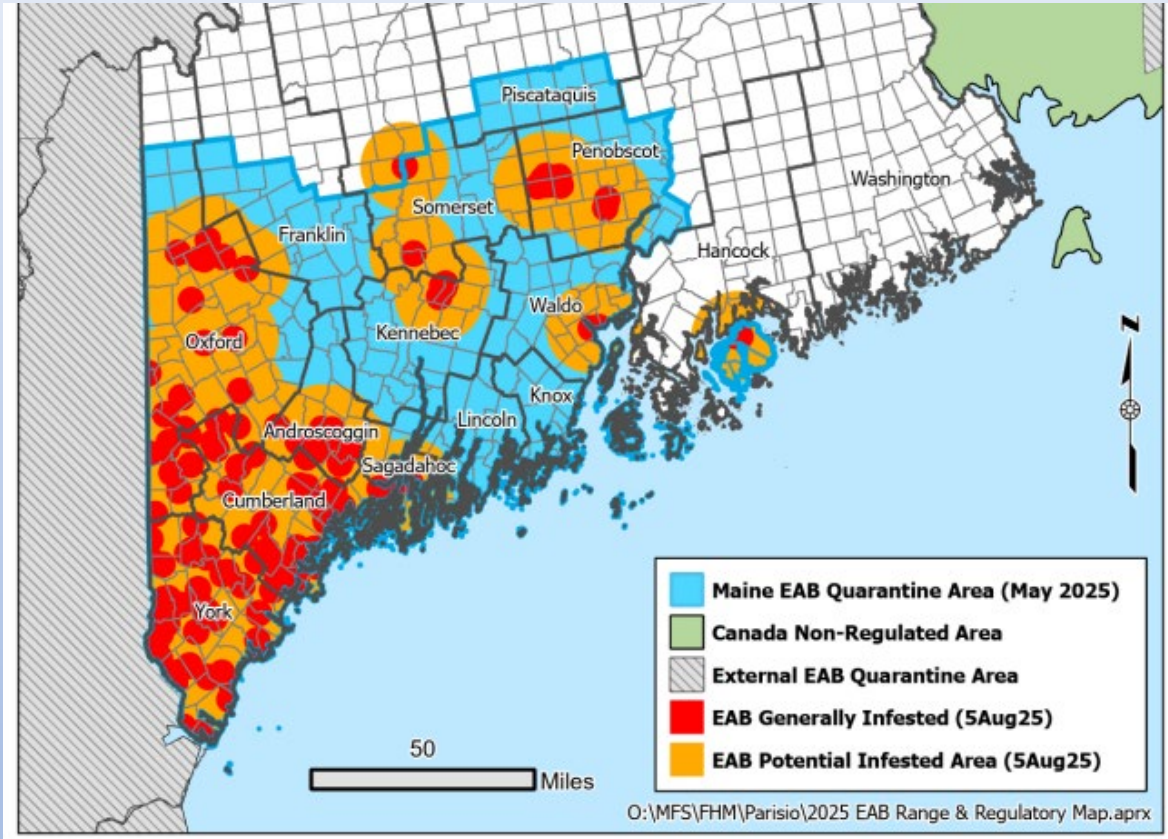 Piscataquis
Penobscot
Washington
Somerset
Franklin
Hancock
Waldo
Kennebec
Oxford
Knox
Lincoln
Androscoggin
Sagadahoc
Cumberland
York
N
50
Miles
Maine EAB Quarantine Area (May 2025)
Canada Non-Regulated Area
External EAB Quarantine Area
EAB Generally Infested (5Aug25)
EAB Potential Infested Area (5Aug25)
O:\MFS\FHM\Parisio\2025 EAB Range & Regulatory Map.aprx